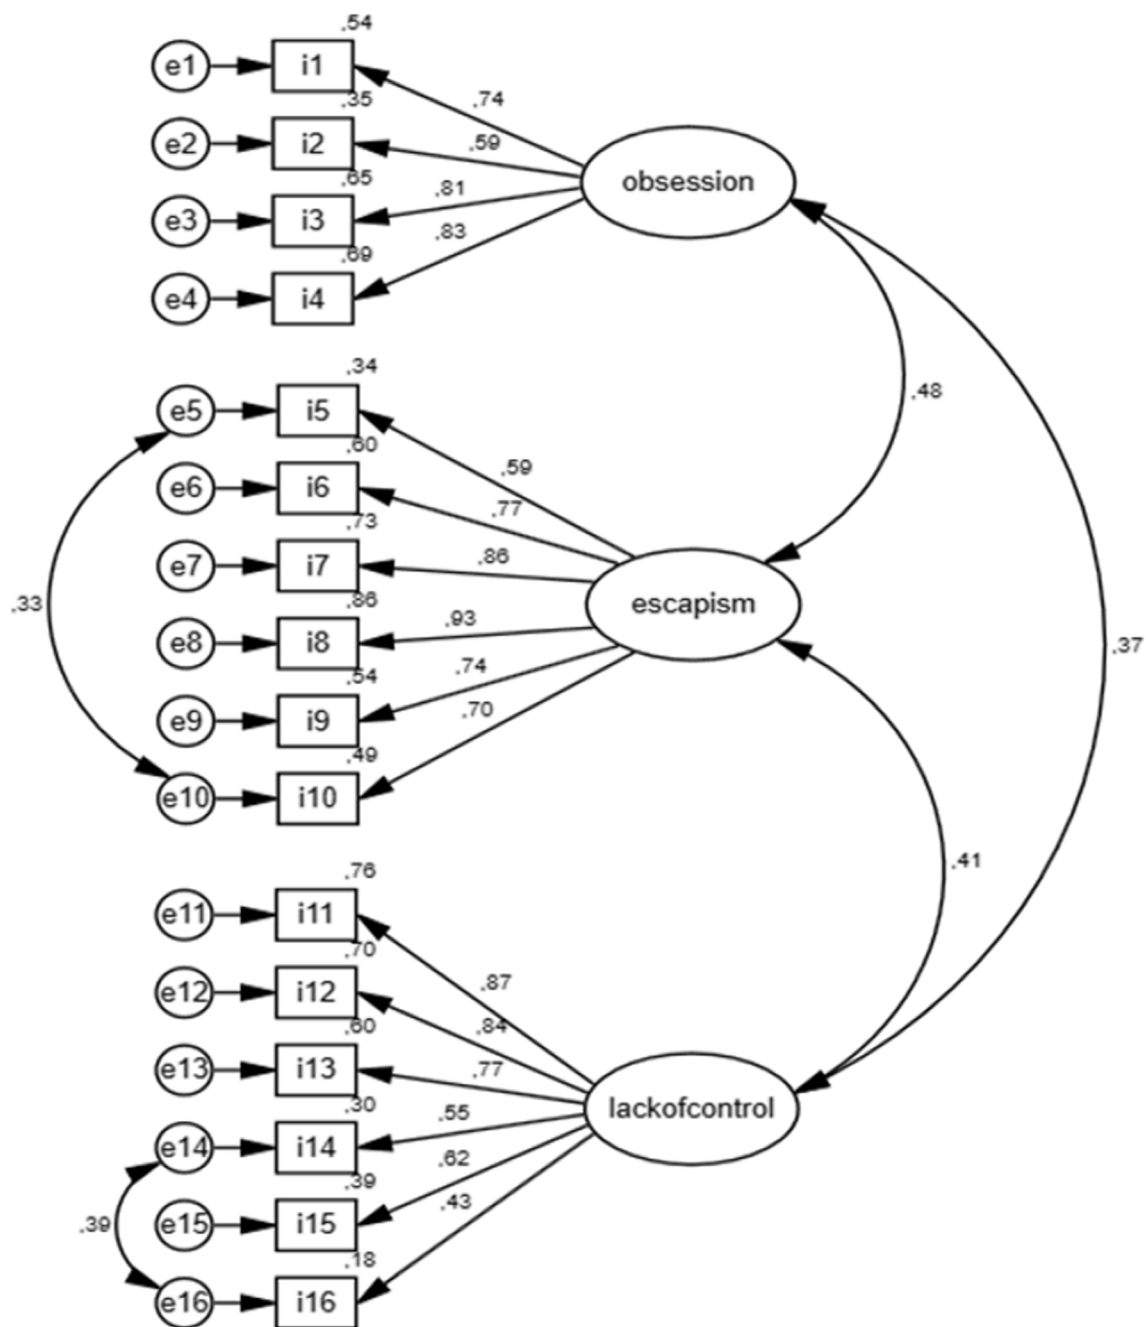 ,54
e1 i1
,74
,35
e2 i2
,59
obsession
,65
,81
e3 i3
,83
,69
e4 i4
,34
,48
e5 i5
,60
,59
e6 i6
,77
,73
,86
e7 i7
,86
,33
escapism
,93
e8 i8
,37
,74
,54
,70
e9 i9
,49
e10 i10
,41
,76
e11 i11
,70
,87
e12 i12
,84
,60
,77
e13 i13
,30
,55
lackofcontrol
e14 i14
,62
,39
,43
,39
e15 i15
,18
e16 i16